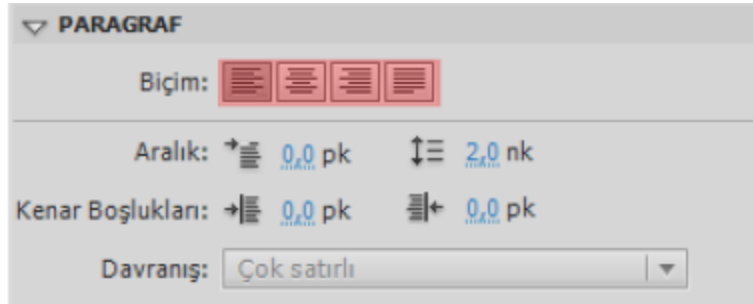 PARAGRAF
Biçim:
Aralık: 0,0 pk 2,0 nk
Kenar Boşlukları: 0,0 pk 0,0 pk
Davranış: Çok satırlı